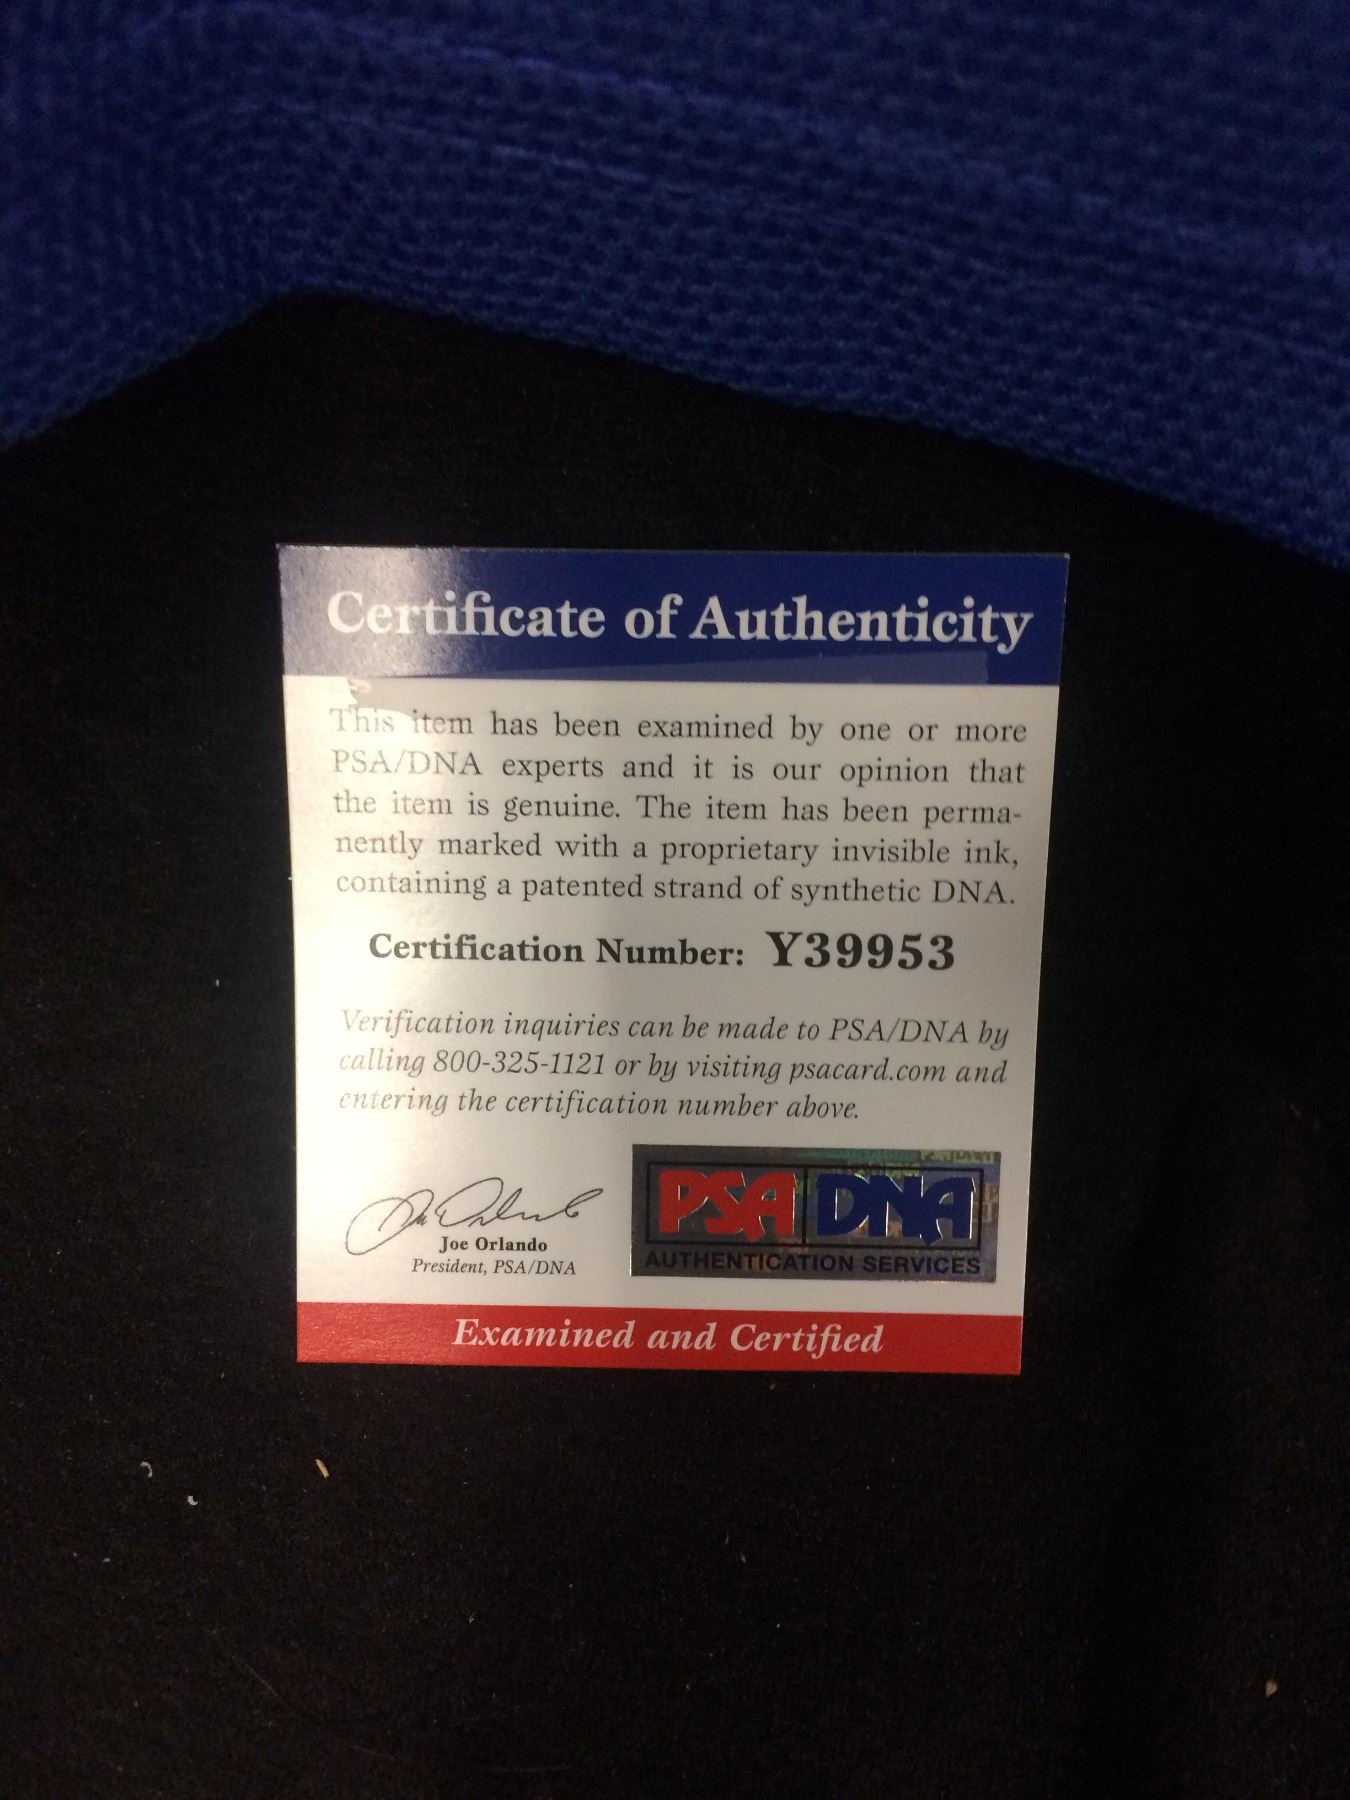 Certificate of Authenticity
This item has been examined by one or more
PSA/DNA experts and it is our opinion that
the item is genuine. The item has been perma-
nently marked with a proprietary invisible ink,
containing a patented strand of synthetic DNA.
Certification Number: Y39953
Verification inquiries can be made to PSA/DNA by
calling 800-325-1121 or by visiting psacard.com and
entering the certification number above.
Joe Orlando
President, PSA/DNA
PSA DNA
AUTHENTICATION SERVICES
Examined and Certified